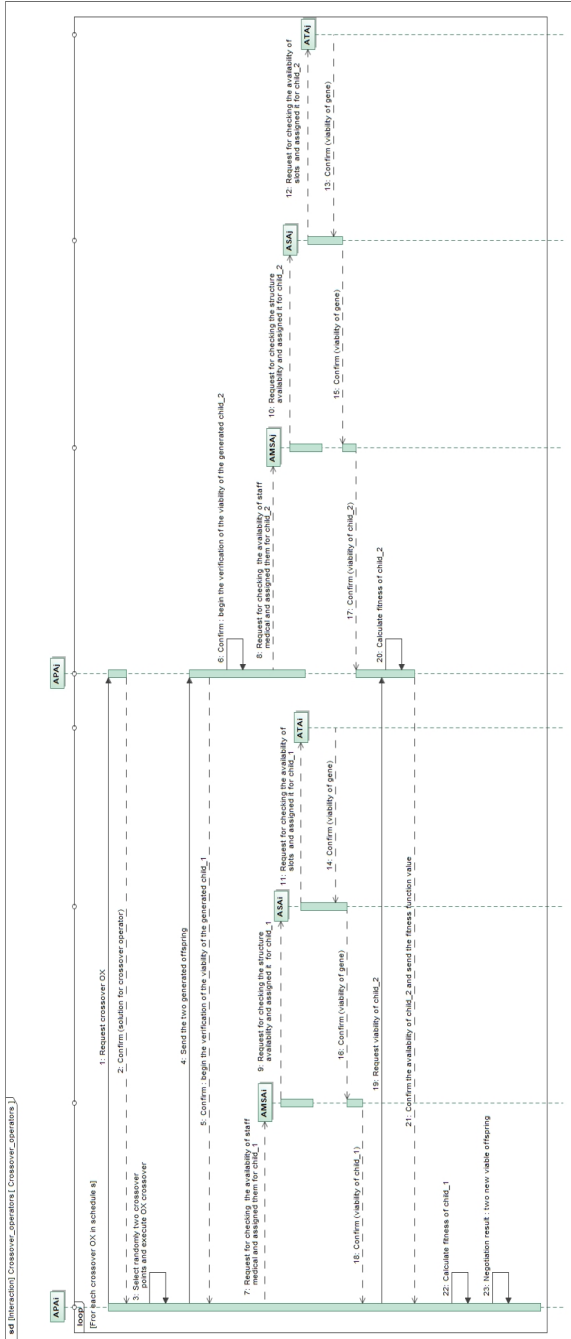 sd [Interaction] Crossover_operators [ Crossover_operators ]
APAi
APAj
loop
[Fror each crossover OX in schedule s]
1: Request crossover OX
2: Confirm (solution for crossover operator)
3: Select randomly two crossover
points and execute OX crossover
4: Send the two generated offspring
5: Confirm : begin the verification of the viability of the generated child_1
6: Confirm : begin the verification of the viability of the generated child_2
7: Request for checking the availability of staff
medical and assigned them for child_1
AMSAi
8: Request for checking the availability of staff
medical and assigned them for child_2
AMSAj
9: Request for checking the structure
availability and assigned it for child_1
ASAi
10: Request for checking the structure
availability and assigned it for child_2
ASAj
11: Request for checking the availability of
slots and assigned it for child_1
ATAi
12: Request for checking the availability of
slots and assigned it for child_2
ATAj
13: Confirm (viability of gene)
14: Confirm (viability of gene)
15: Confirm (viability of gene)
16: Confirm (viability of gene)
17: Confirm (viability of child_2)
18: Confirm (viability of child_1)
19: Request viability of child_2
20: Calculate fitness of child_2
21: Confirm the availability of child_2 and send the fitness function value
22: Calculate fitness of child_1
23: Negotiation result : two new viable offspring